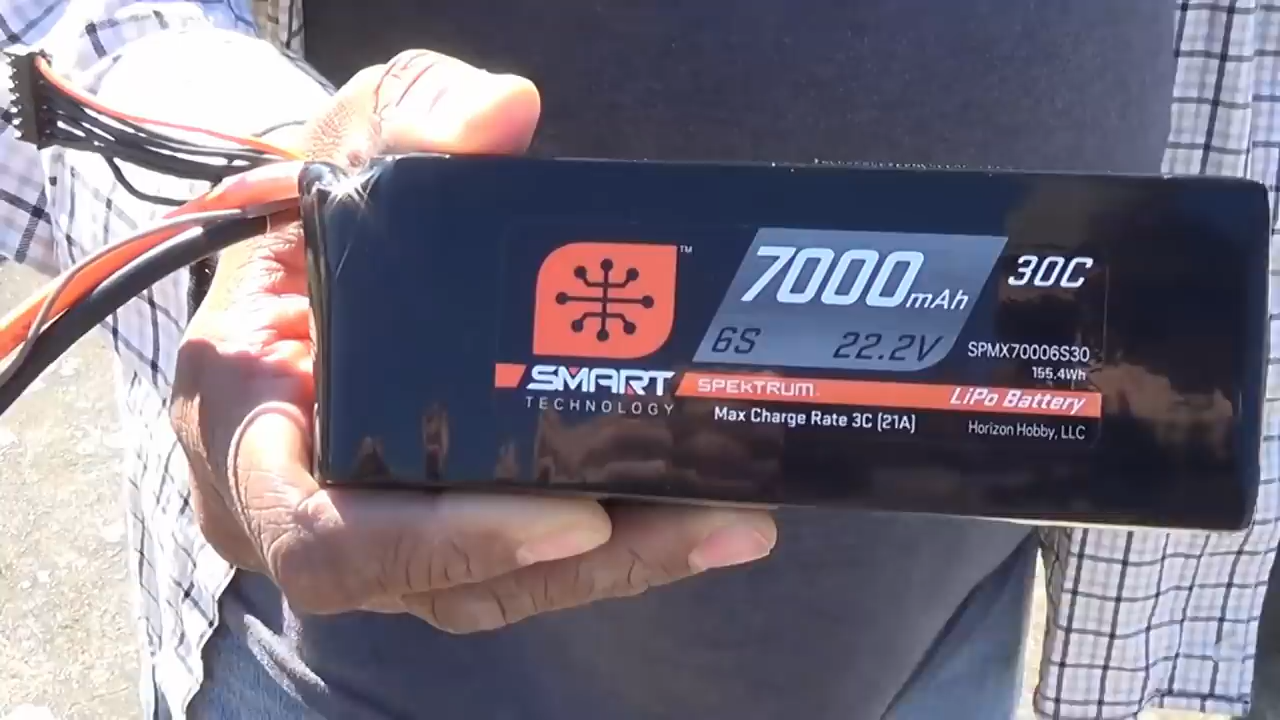 TM
7000mAh
30C
6S 22.2V
SPMX70006S30
155.4Wh
SMART
TECHNOLOGY
SPEKTRUM
LiPo Battery
Max Charge Rate 3C (21A)
Horizon Hobby, LLC